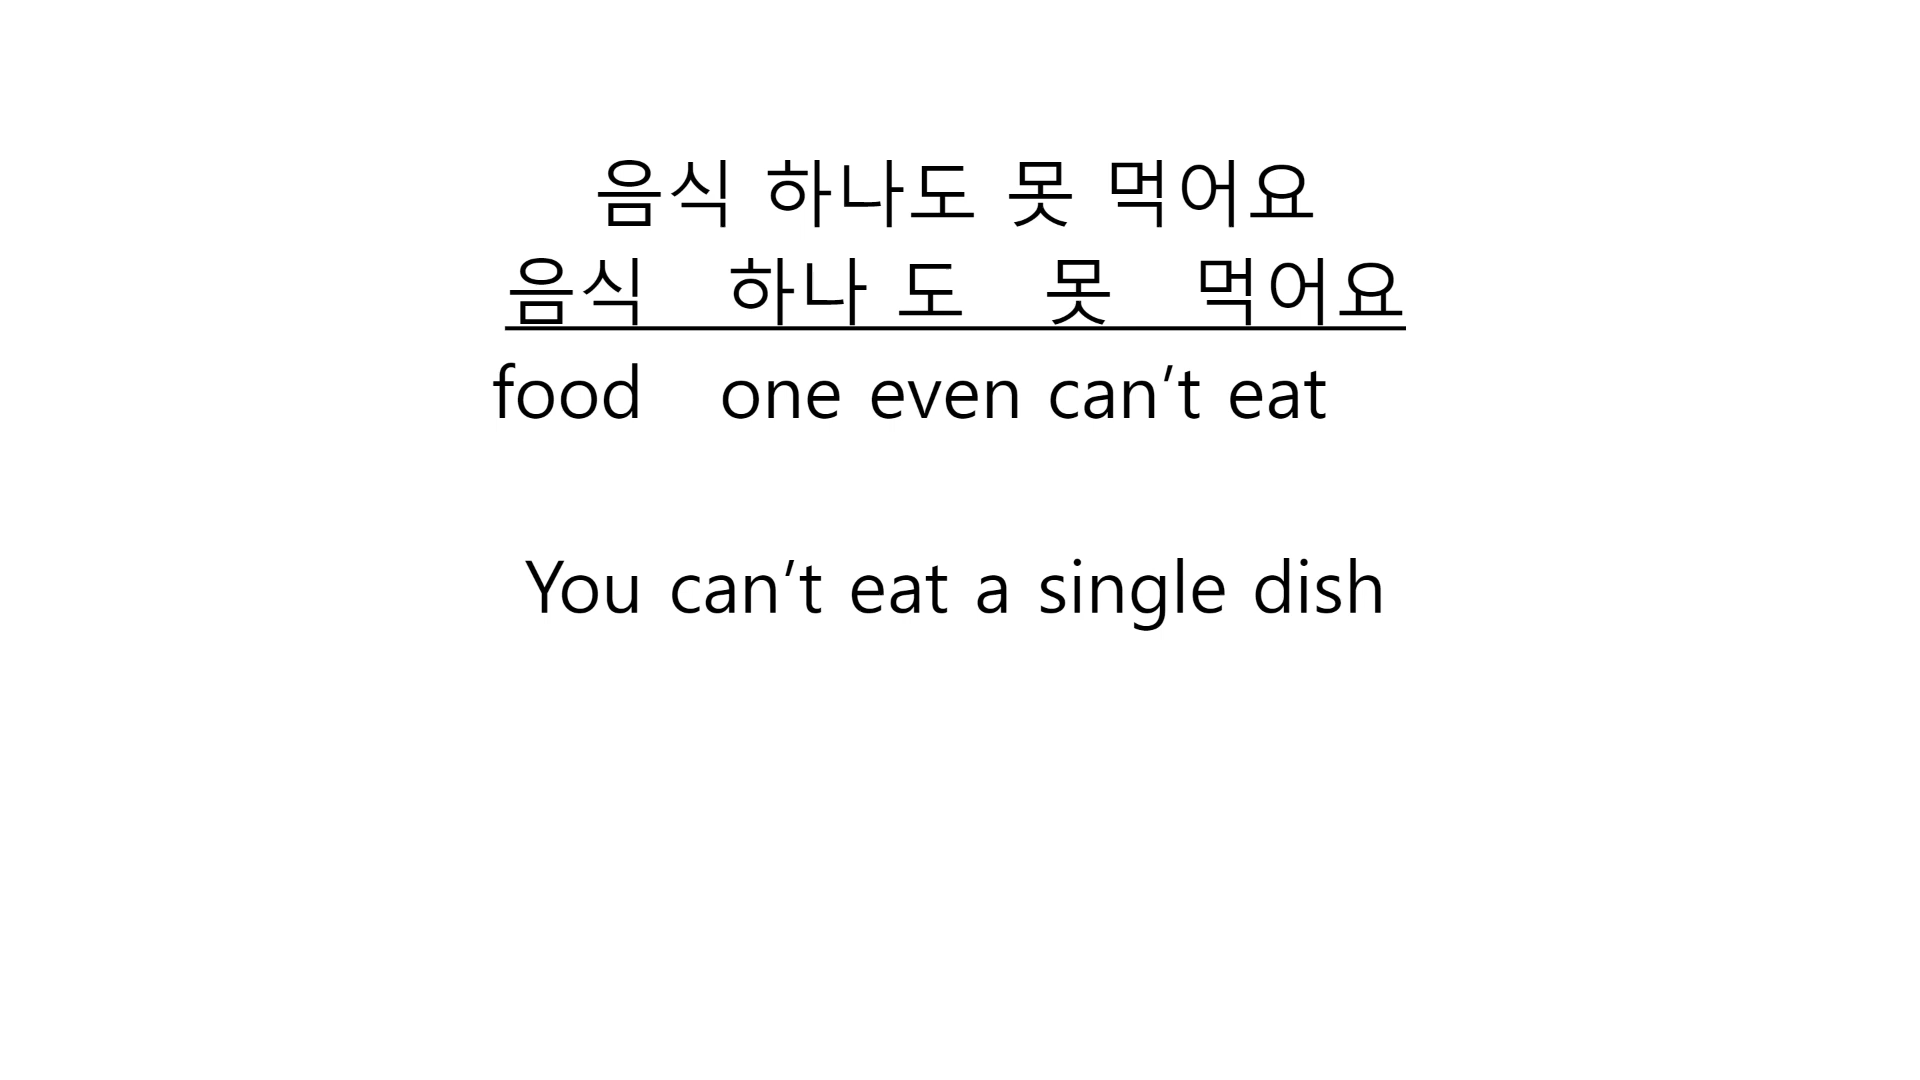 음식 하나도 못 먹어요
음식 하나 도 못 먹어요
food one even can't eat
You can't eat a single dish